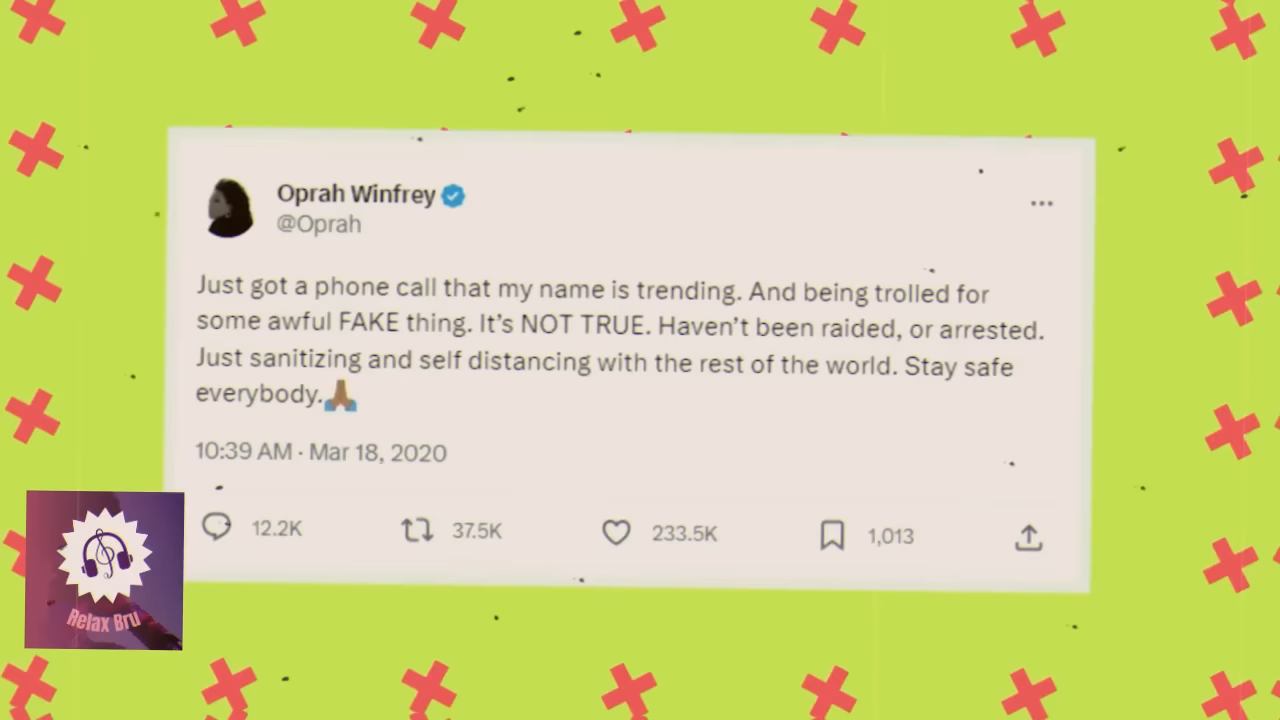 Oprah Winfrey
@Oprah
Just got a phone call that my name is trending. And being trolled for
some awful FAKE thing. It's NOT TRUE. Haven't been raided, or arrested.
Just sanitizing and self distancing with the rest of the world. Stay safe
everybody.🙏🏾
10:39 AM · Mar 18, 2020
12.2K 37.5K 233.5K 1,013
Relax Bru